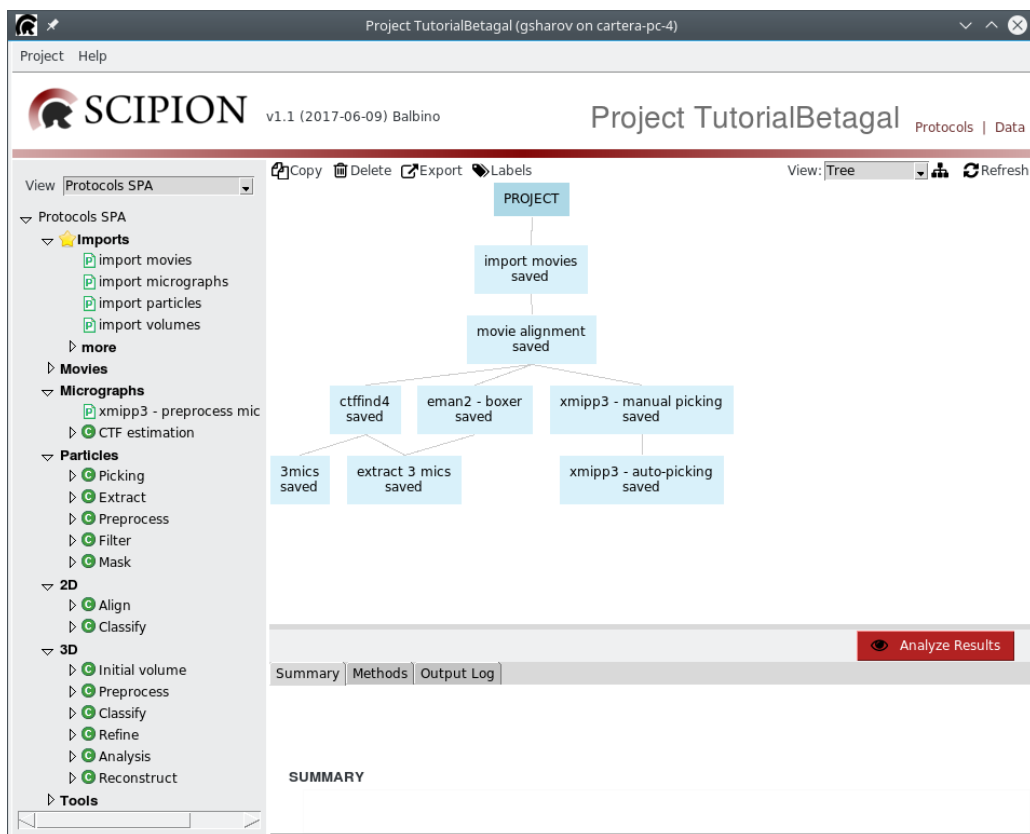 Project TutorialBetagal (gsharov on cartera-pc-4)
Project Help
SCIPION v1.1 (2017-06-09) Balbino Project TutorialBetagal Protocols | Data
View Protocols SPA
Protocols SPA
Imports
import movies
import micrographs
import particles
import volumes
more
Movies
Micrographs
xmipp3 - preprocess mic
CTF estimation
Particles
Picking
Extract
Preprocess
Filter
Mask
2D
Align
Classify
3D
Initial volume
Preprocess
Classify
Refine
Analysis
Reconstruct
Tools
Copy Delete Export Labels View: Tree Refresh
PROJECT
import movies
saved
movie alignment
saved
ctffind4
saved
eman2 - boxer
saved
xmipp3 - manual picking
saved
3mics
saved
extract 3 mics
saved
xmipp3 - auto-picking
saved
Analyze Results
Summary Methods Output Log
SUMMARY